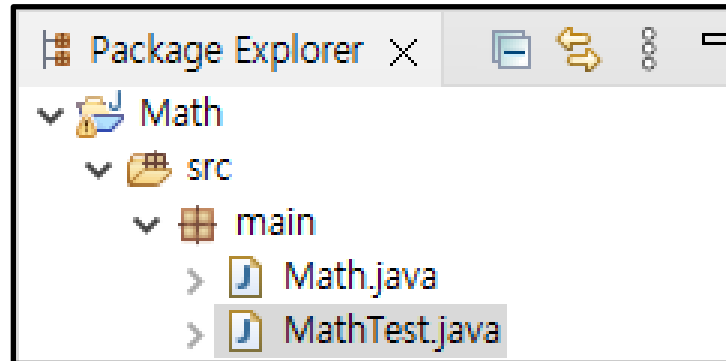 Package Explorer
Math
src
main
Math.java
MathTest.java